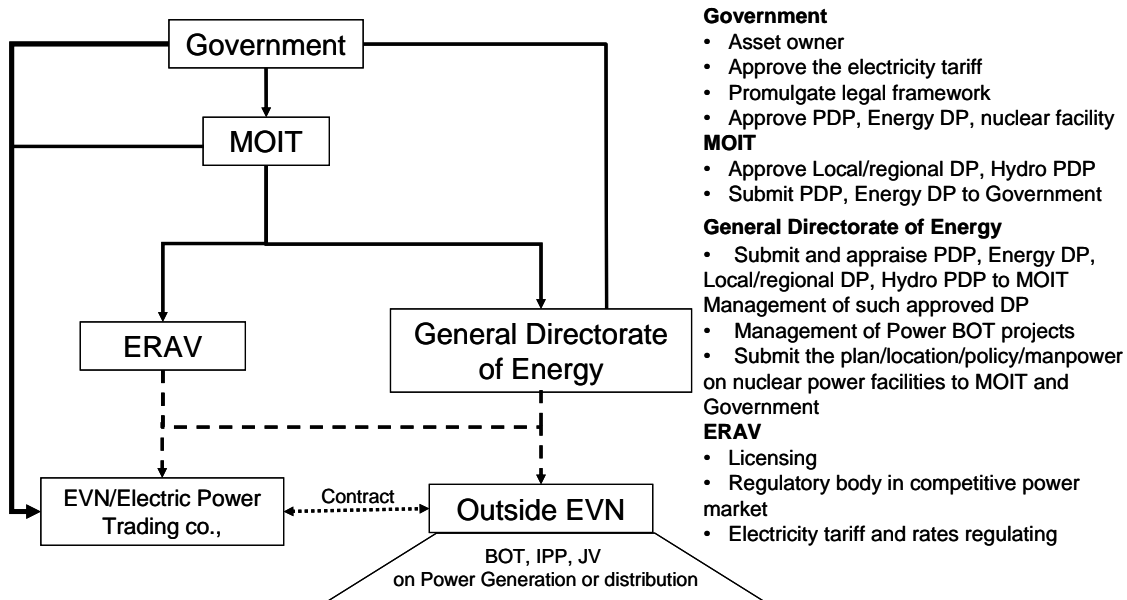 Government
MOIT
ERAV
General Directorate
of Energy
EVN/Electric Power
Trading co.,
Contract
Outside EVN
BOT, IPP, JV
on Power Generation or distribution
Government
• Asset owner
• Approve the electricity tariff
• Promulgate legal framework
• Approve PDP, Energy DP, nuclear facility
MOIT
• Approve Local/regional DP, Hydro PDP
• Submit PDP, Energy DP to Government
General Directorate of Energy
• Submit and appraise PDP, Energy DP,
Local/regional DP, Hydro PDP to MOIT
Management of such approved DP
• Management of Power BOT projects
• Submit the plan/location/policy/manpower
on nuclear power facilities to MOIT and
Government
ERAV
• Licensing
• Regulatory body in competitive power
market
• Electricity tariff and rates regulating